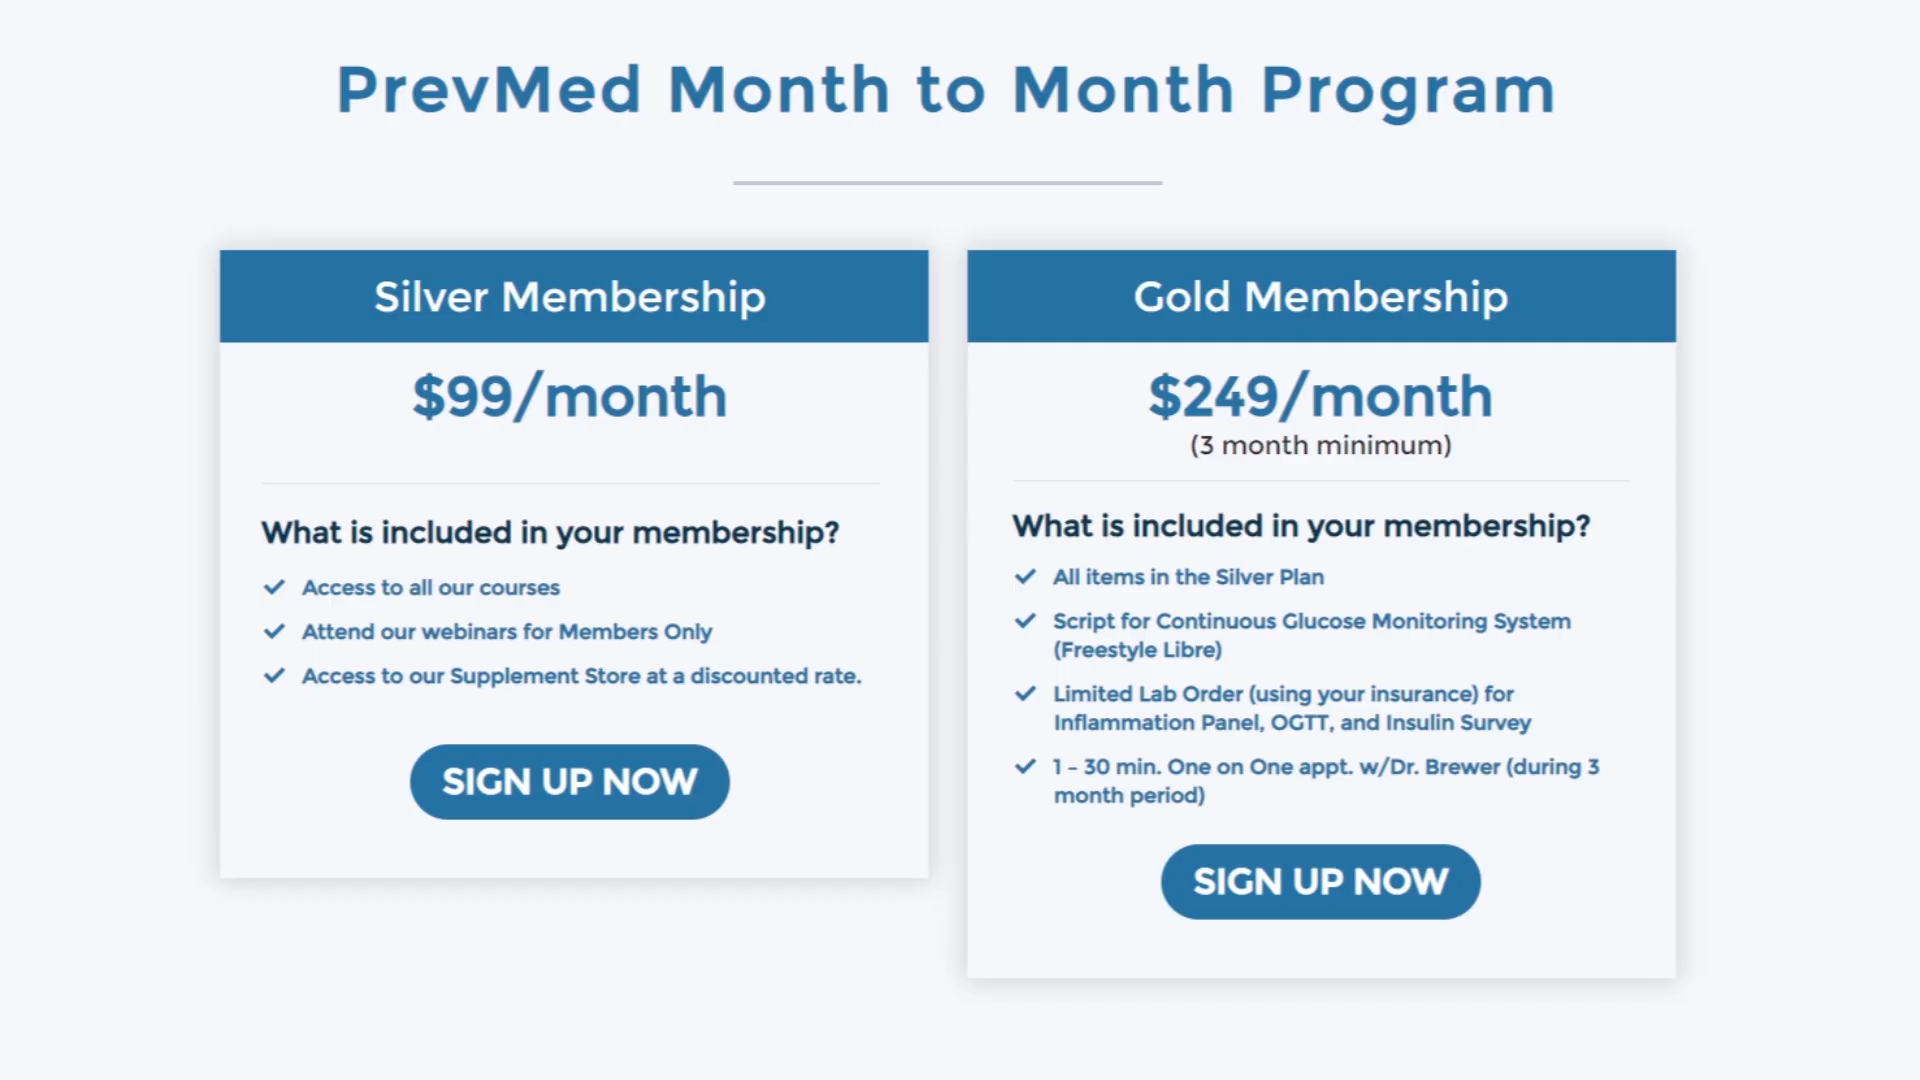 PrevMed Month to Month Program
Silver Membership
$99/month
What is included in your membership?
Access to all our courses
Attend our webinars for Members Only
Access to our Supplement Store at a discounted rate.
SIGN UP NOW
Gold Membership
$249/month
(3 month minimum)
What is included in your membership?
All items in the Silver Plan
Script for Continuous Glucose Monitoring System
(Freestyle Libre)
Limited Lab Order (using your insurance) for
Inflammation Panel, OGTT, and Insulin Survey
1 – 30 min. One on One appt. w/Dr. Brewer (during 3
month period)
SIGN UP NOW